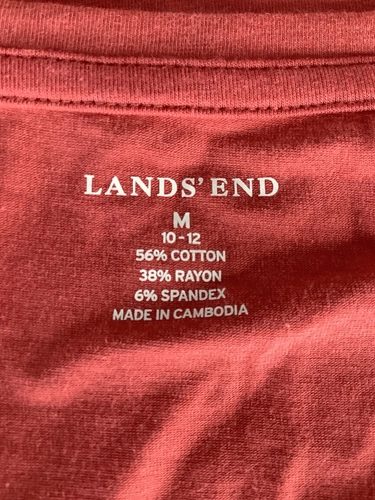 LANDS' END
M
10-12
56% COTTON
38% RAYON
6% SPANDEX
MADE IN CAMBODIA